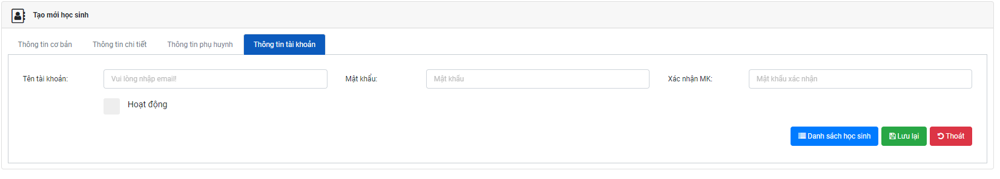 Tạo mới học sinh
Thông tin cơ bản Thông tin chi tiết Thông tin phụ huynh Thông tin tài khoản
Tên tài khoản: Vui lòng nhập email! Mật khẩu: Mật khẩu Xác nhận MK: Mật khẩu xác nhận
Hoạt động
Danh sách học sinh Lưu lại Thoát